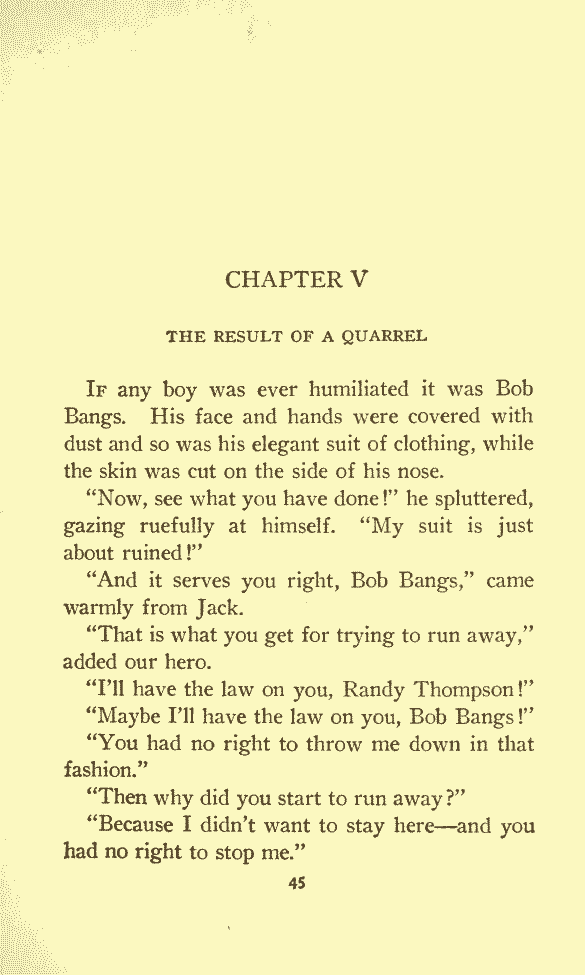 CHAPTER V
THE RESULT OF A QUARREL
IF any boy was ever humiliated it was Bob
Bangs. His face and hands were covered with
dust and so was his elegant suit of clothing, while
the skin was cut on the side of his nose.
“Now, see what you have done!” he spluttered,
gazing ruefully at himself. “My suit is just
about ruined!”
“And it serves you right, Bob Bangs,” came
warmly from Jack.
“That is what you get for trying to run away,”
added our hero.
“I’ll have the law on you, Randy Thompson!”
“Maybe I’ll have the law on you, Bob Bangs!”
“You had no right to throw me down in that
fashion.”
“Then why did you start to run away?”
“Because I didn’t want to stay here—and you
had no right to stop me.”
45